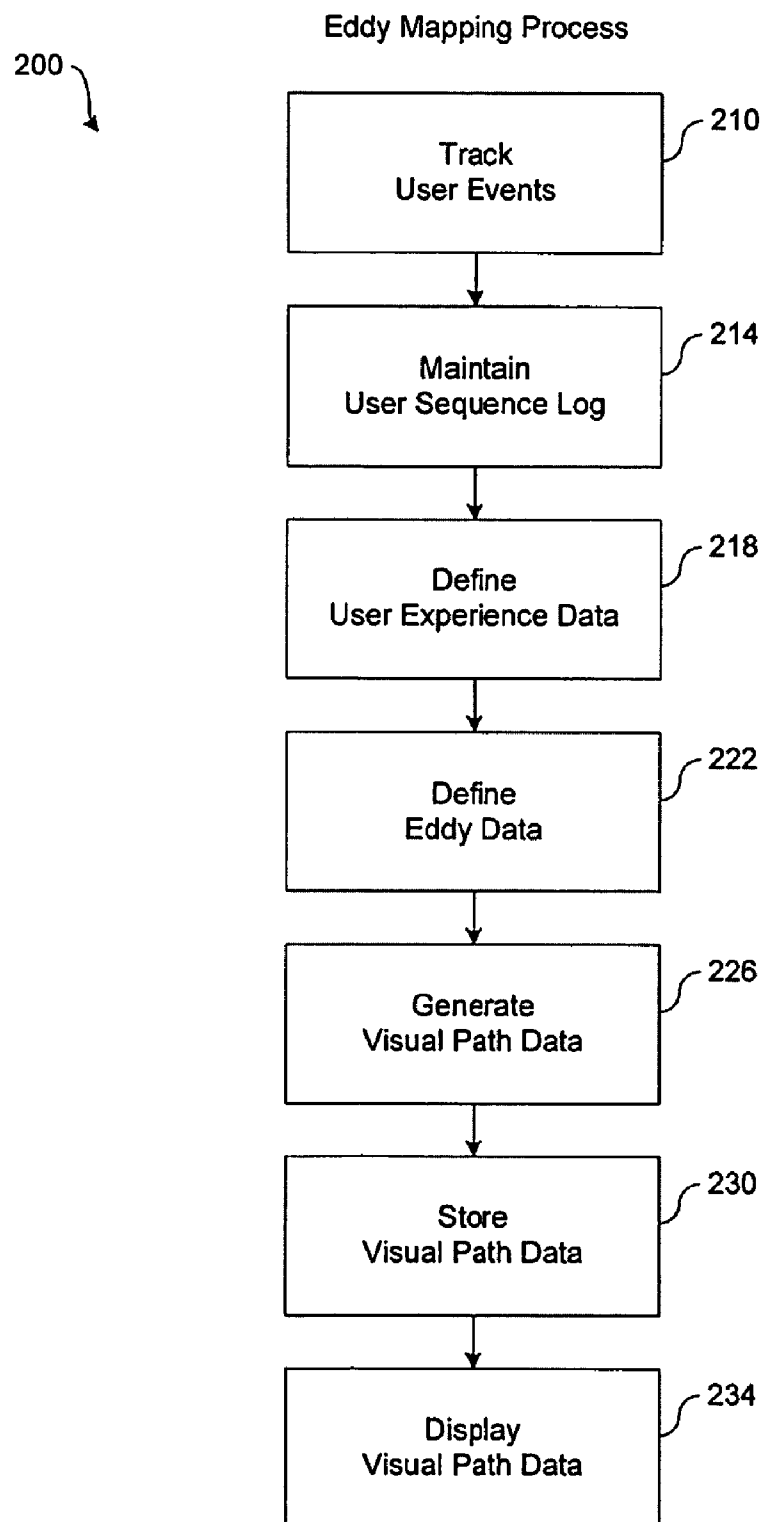 Eddy Mapping Process
200
210
Track
User Events
214
Maintain
User Sequence Log
218
Define
User Experience Data
222
Define
Eddy Data
226
Generate
Visual Path Data
230
Store
Visual Path Data
234
Display
Visual Path Data